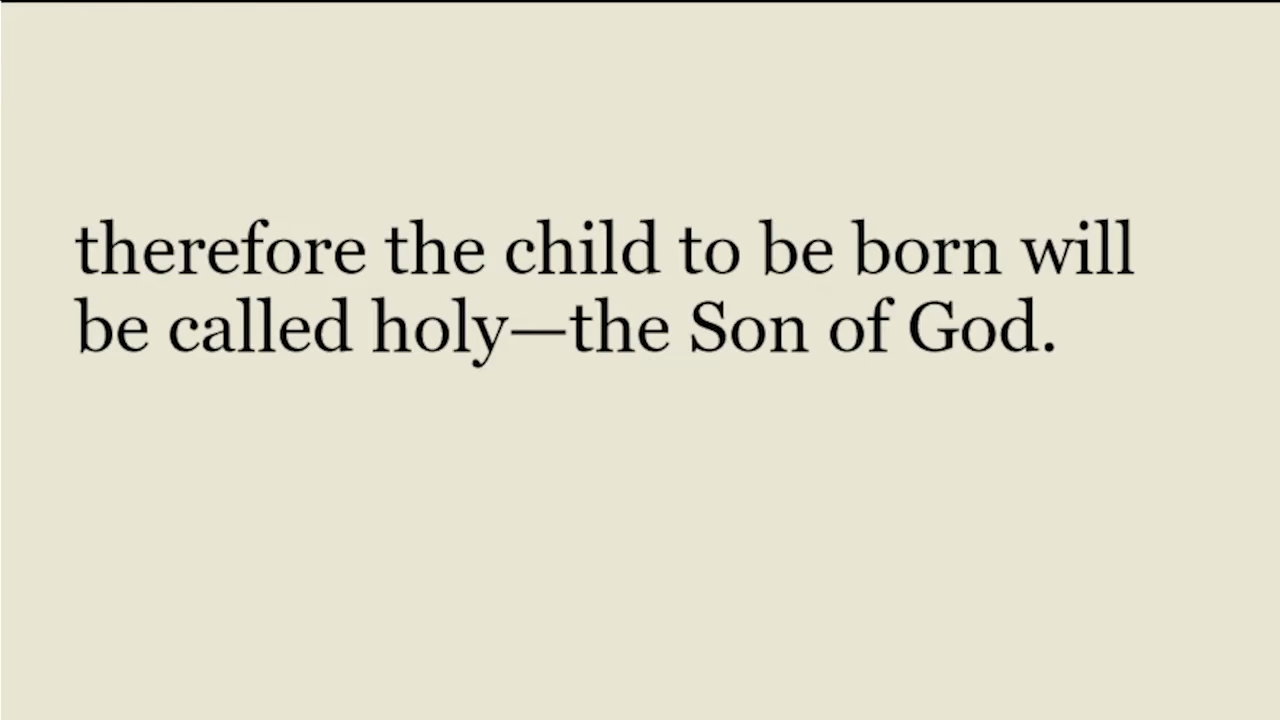 therefore the child to be born will
be called holy—the Son of God.